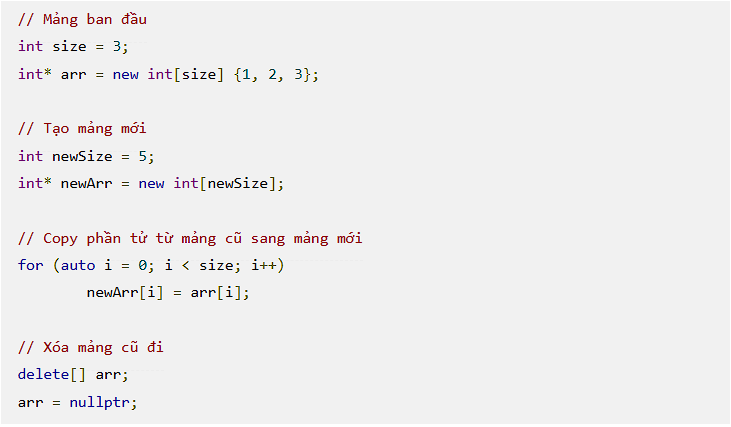 // Mảng ban đầu
int size = 3;
int* arr = new int[size] {1, 2, 3};
// Tạo mảng mới
int newSize = 5;
int* newArr = new int[newSize];
// Copy phần tử từ mảng cũ sang mảng mới
for (auto i = 0; i < size; i++)
newArr[i] = arr[i];
// Xóa mảng cũ đi
delete[] arr;
arr = nullptr;